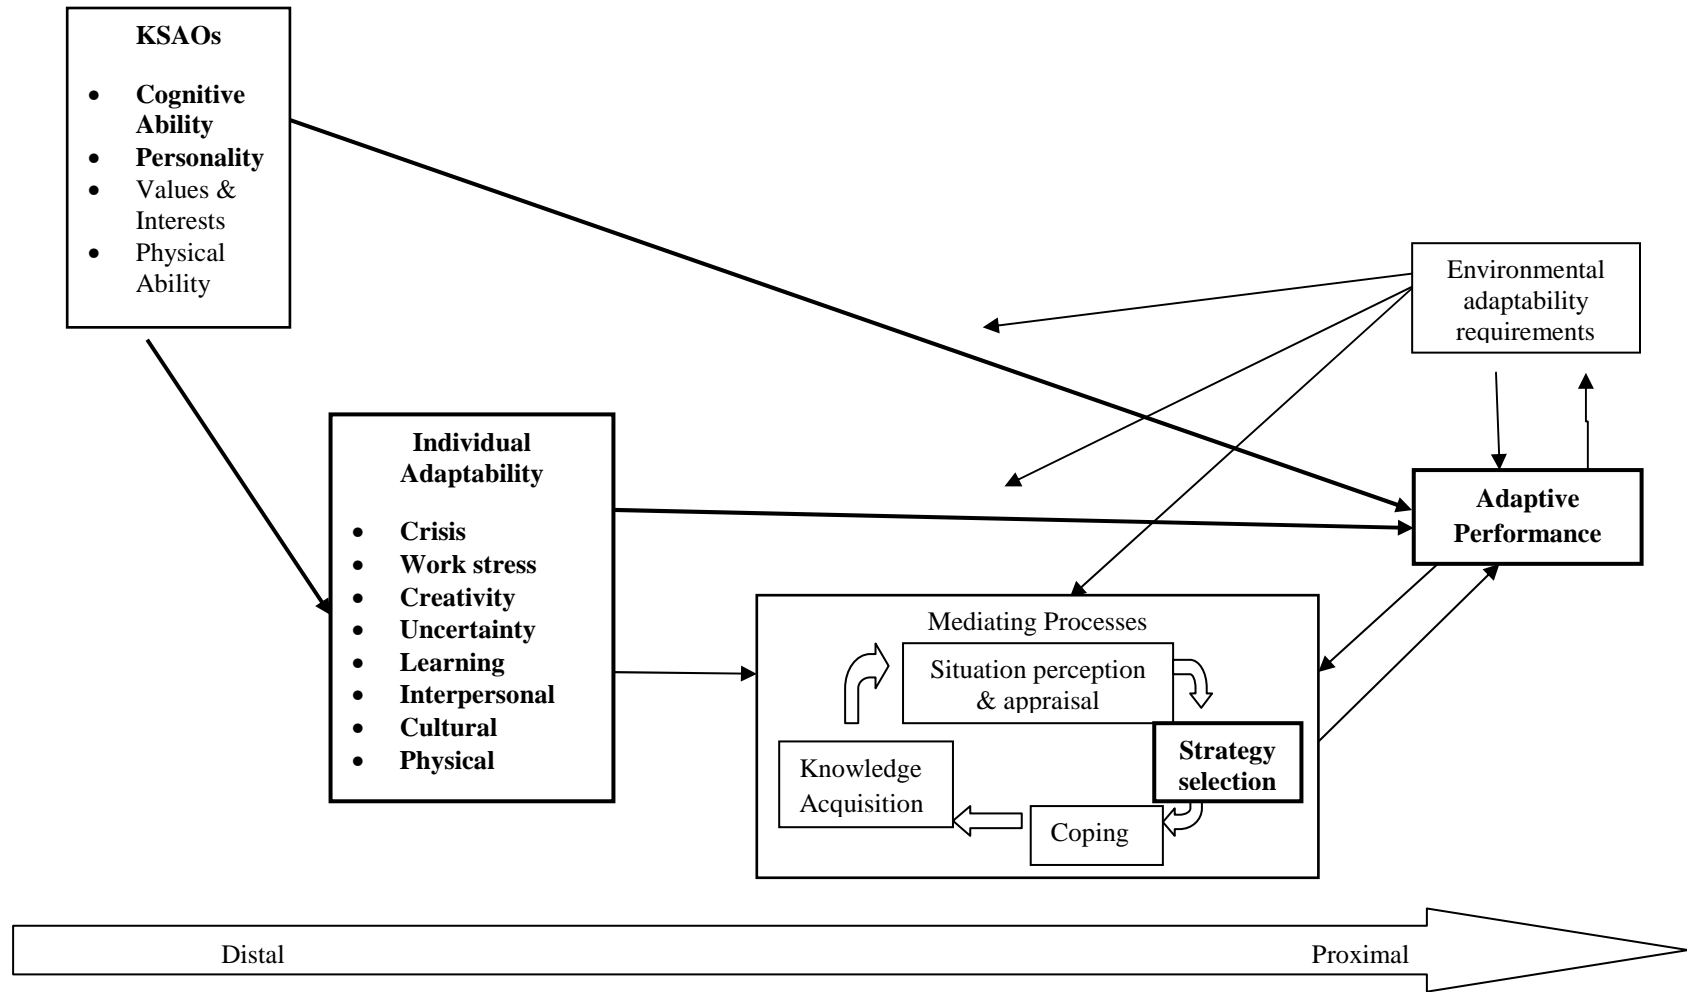 KSAOs
• Cognitive
Ability
• Personality
• Values &
Interests
• Physical
Ability
Environmental
adaptability
requirements
Individual
Adaptability
• Crisis
• Work stress
• Creativity
• Uncertainty
• Learning
• Interpersonal
• Cultural
• Physical
Adaptive
Performance
Mediating Processes
Situation perception
& appraisal
Strategy
selection
Coping
Knowledge
Acquisition
Distal
Proximal